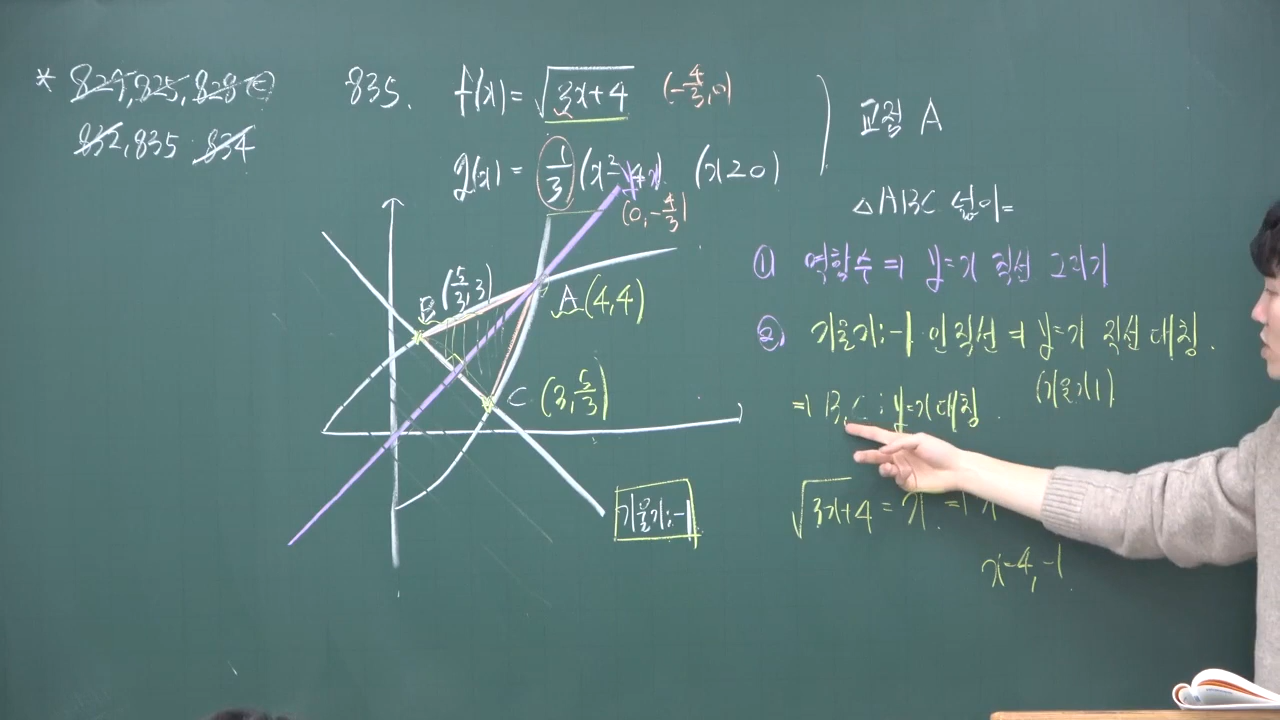 * 829, 825, 828
832, 835 834
835. f(x) = √3x+4 (-4/3, 0)
g(x) = 1/3 (x²-4) (x≥0)
(0, -4/3)
교점 A
△ABC 넓이=
① 역함수 ⇒ y=x 직선 그리기
② 기울기:-1 인 직선 ⇒ y=x 직선 대칭.
(기울기 1)
⇒ B, C : y=x 대칭.
√3x+4 = x ⇒ x
x=4, -1
B (5/3, 3)
A (4,4)
C (3, 5/3)
기울기:-1